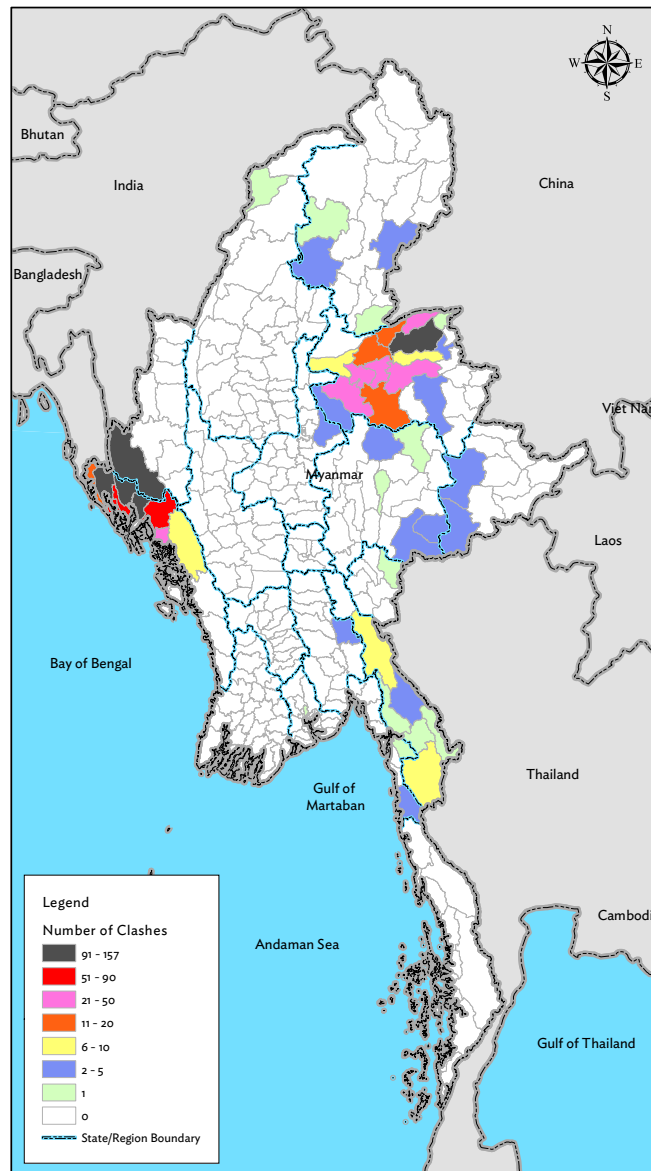 N
W E
S
Bhutan
India
China
Bangladesh
Viet Nam
Myanmar
Laos
Bay of Bengal
Thailand
Gulf of
Martaban
Cambodi
Andaman Sea
Gulf of Thailand
Legend
Number of Clashes
91 - 157
51 - 90
21 - 50
11 - 20
6 - 10
2 - 5
1
0
State/Region Boundary